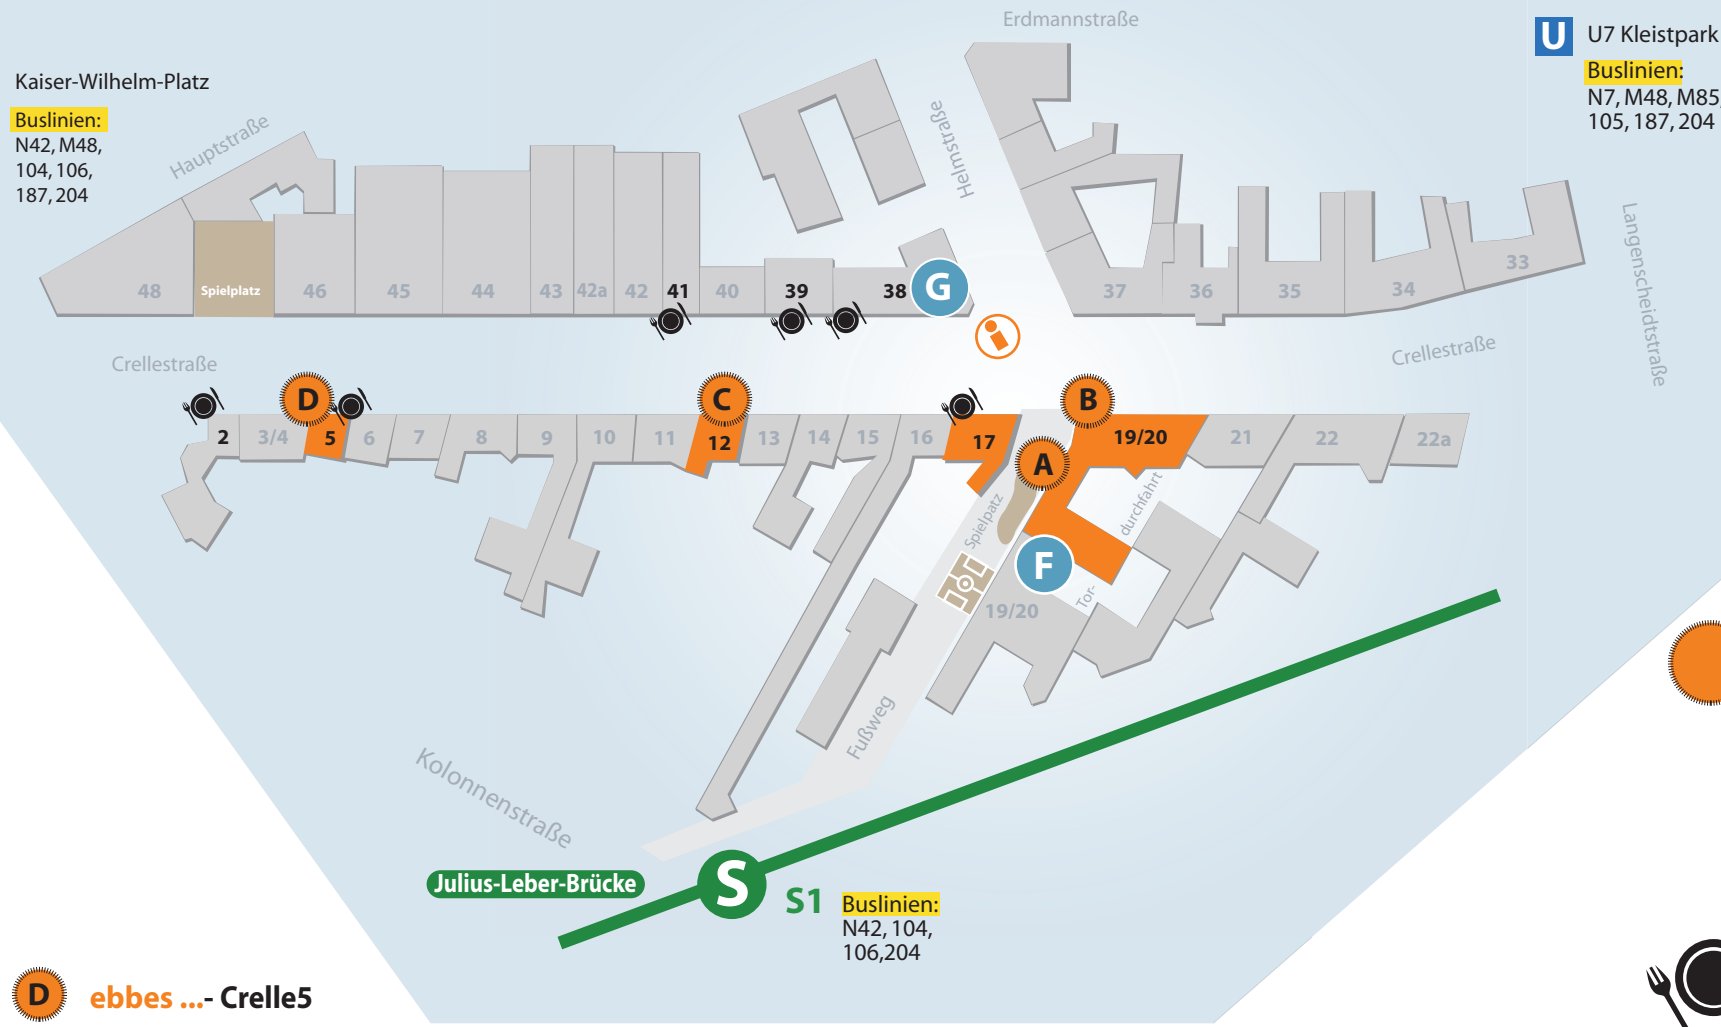 Erdmannstraße
U
U7 Kleistpark
Buslinien:
N7, M48, M85,
105, 187, 204
Kaiser-Wilhelm-Platz
Buslinien:
N42, M48,
104, 106,
187, 204
Hauptstraße
Helmstraße
Langenscheidtstraße
48
Spielplatz
46
45
44
43
42a
42
41
40
39
38
G
37
36
35
34
33
Crellestraße
Crellestraße
D
C
B
2
3/4
5
6
7
8
9
10
11
12
13
14
15
16
17
A
19/20
21
22
22a
Spielpatz
durchfahrt
F
Tor-
19/20
Fußweg
Kolonnenstraße
Julius-Leber-Brücke
S
S1
Buslinien:
N42, 104,
106,204
D
ebbes ...- Crelle5